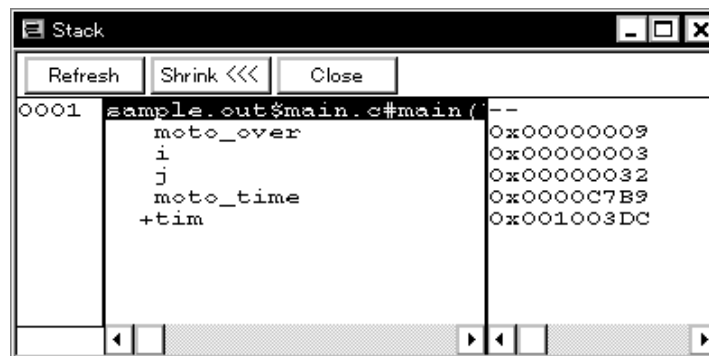 Stack
Refresh Shrink <<< Close
0001 sample.out$main.c#main( --
moto_over 0x00000009
i 0x00000003
j 0x00000032
moto_time 0x0000C7B9
+tim 0x001003DC